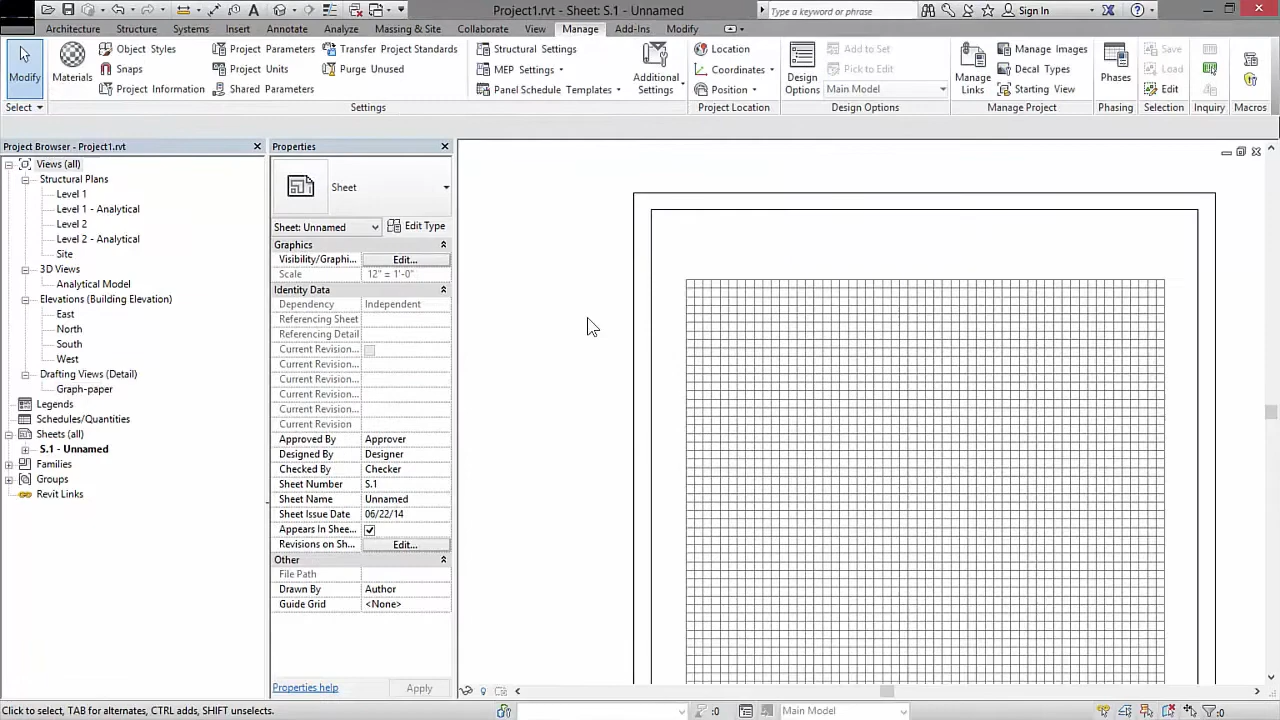 Project1.rvt - Sheet: S.1 - Unnamed
Type a keyword or phrase
Sign In
Architecture Structure Systems Insert Annotate Analyze Massing & Site Collaborate View Manage Add-Ins Modify
Modify
Materials
Object Styles
Snaps
Project Information
Project Parameters
Project Units
Shared Parameters
Transfer Project Standards
Purge Unused
Structural Settings
MEP Settings
Panel Schedule Templates
Additional
Settings
Location
Coordinates
Position
Design
Options
Add to Set
Pick to Edit
Main Model
Manage
Links
Manage Images
Decal Types
Starting View
Phases
Save
Load
Edit
Select Settings Project Location Design Options Manage Project Phasing Selection Inquiry Macros
Project Browser - Project1.rvt
Views (all)
Structural Plans
Level 1
Level 1 - Analytical
Level 2
Level 2 - Analytical
Site
3D Views
Analytical Model
Elevations (Building Elevation)
East
North
South
West
Drafting Views (Detail)
Graph-paper
Legends
Schedules/Quantities
Sheets (all)
S.1 - Unnamed
Families
Groups
Revit Links
Properties
Sheet
Sheet: Unnamed Edit Type
Graphics
Visibility/Graphi... Edit...
Scale 12" = 1'-0"
Identity Data
Dependency Independent
Referencing Sheet
Referencing Detail
Current Revision...
Current Revision...
Current Revision...
Current Revision...
Current Revision...
Current Revision
Approved By Approver
Designed By Designer
Checked By Checker
Sheet Number S.1
Sheet Name Unnamed
Sheet Issue Date 06/22/14
Appears In Shee...
Revisions on Sh... Edit...
Other
File Path
Drawn By Author
Guide Grid <None>
Properties help Apply
Click to select, TAB for alternates, CTRL adds, SHIFT unselects. :0 Main Model :0